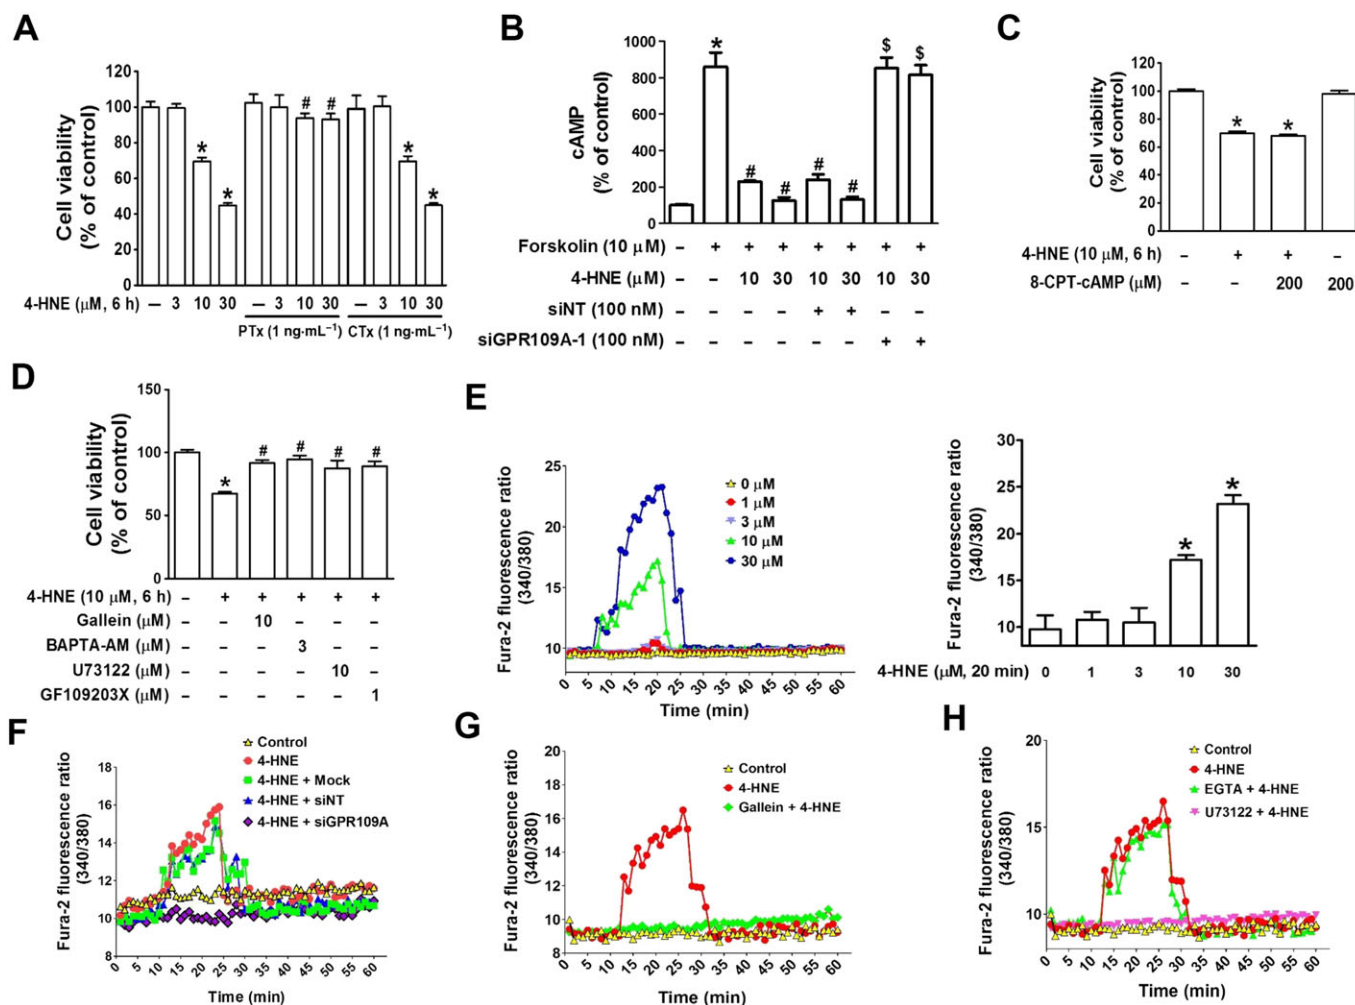 A
Cell viability
(% of control)
120
100
80
60
40
20
0
* * # # * *
4-HNE (μM, 6 h) – 3 10 30 – 3 10 30 – 3 10 30
PTx (1 ng·mL⁻¹) CTx (1 ng·mL⁻¹)
B
cAMP
(% of control)
1000
800
600
400
200
0
* # # # # $ $
Forskolin (10 μM) – + + + + + + +
4-HNE (μM) – – 10 30 10 30 10 30
siNT (100 nM) – – – – + + – –
siGPR109A-1 (100 nM) – – – – – – + +
C
Cell viability
(% of control)
120
100
80
60
40
20
0
* *
4-HNE (10 μM, 6 h) – + + –
8-CPT-cAMP (μM) – – 200 200
D
Cell viability
(% of control)
150
100
50
0
* # # # #
4-HNE (10 μM, 6 h) – + + + + +
Gallein (μM) – – 10 – – –
BAPTA-AM (μM) – – – 3 – –
U73122 (μM) – – – – 10 –
GF109203X (μM) – – – – – 1
E
Fura-2 fluorescence ratio
(340/380)
25
20
15
10
0 μM
1 μM
3 μM
10 μM
30 μM
0 5 10 15 20 25 30 35 40 45 50 55 60
Time (min)
Fura-2 fluorescence ratio
(340/380)
30
25
20
15
10
* *
4-HNE (μM, 20 min) 0 1 3 10 30
F
Fura-2 fluorescence ratio
(340/380)
18
16
14
12
10
8
Control
4-HNE
4-HNE + Mock
4-HNE + siNT
4-HNE + siGPR109A
0 5 10 15 20 25 30 35 40 45 50 55 60
Time (min)
G
Fura-2 fluorescence ratio
(340/380)
20
18
16
14
12
10
8
Control
4-HNE
Gallein + 4-HNE
0 5 10 15 20 25 30 35 40 45 50 55 60
Time (min)
H
Fura-2 fluorescence ratio
(340/380)
20
15
10
Control
4-HNE
EGTA + 4-HNE
U73122 + 4-HNE
0 5 10 15 20 25 30 35 40 45 50 55 60
Time (min)